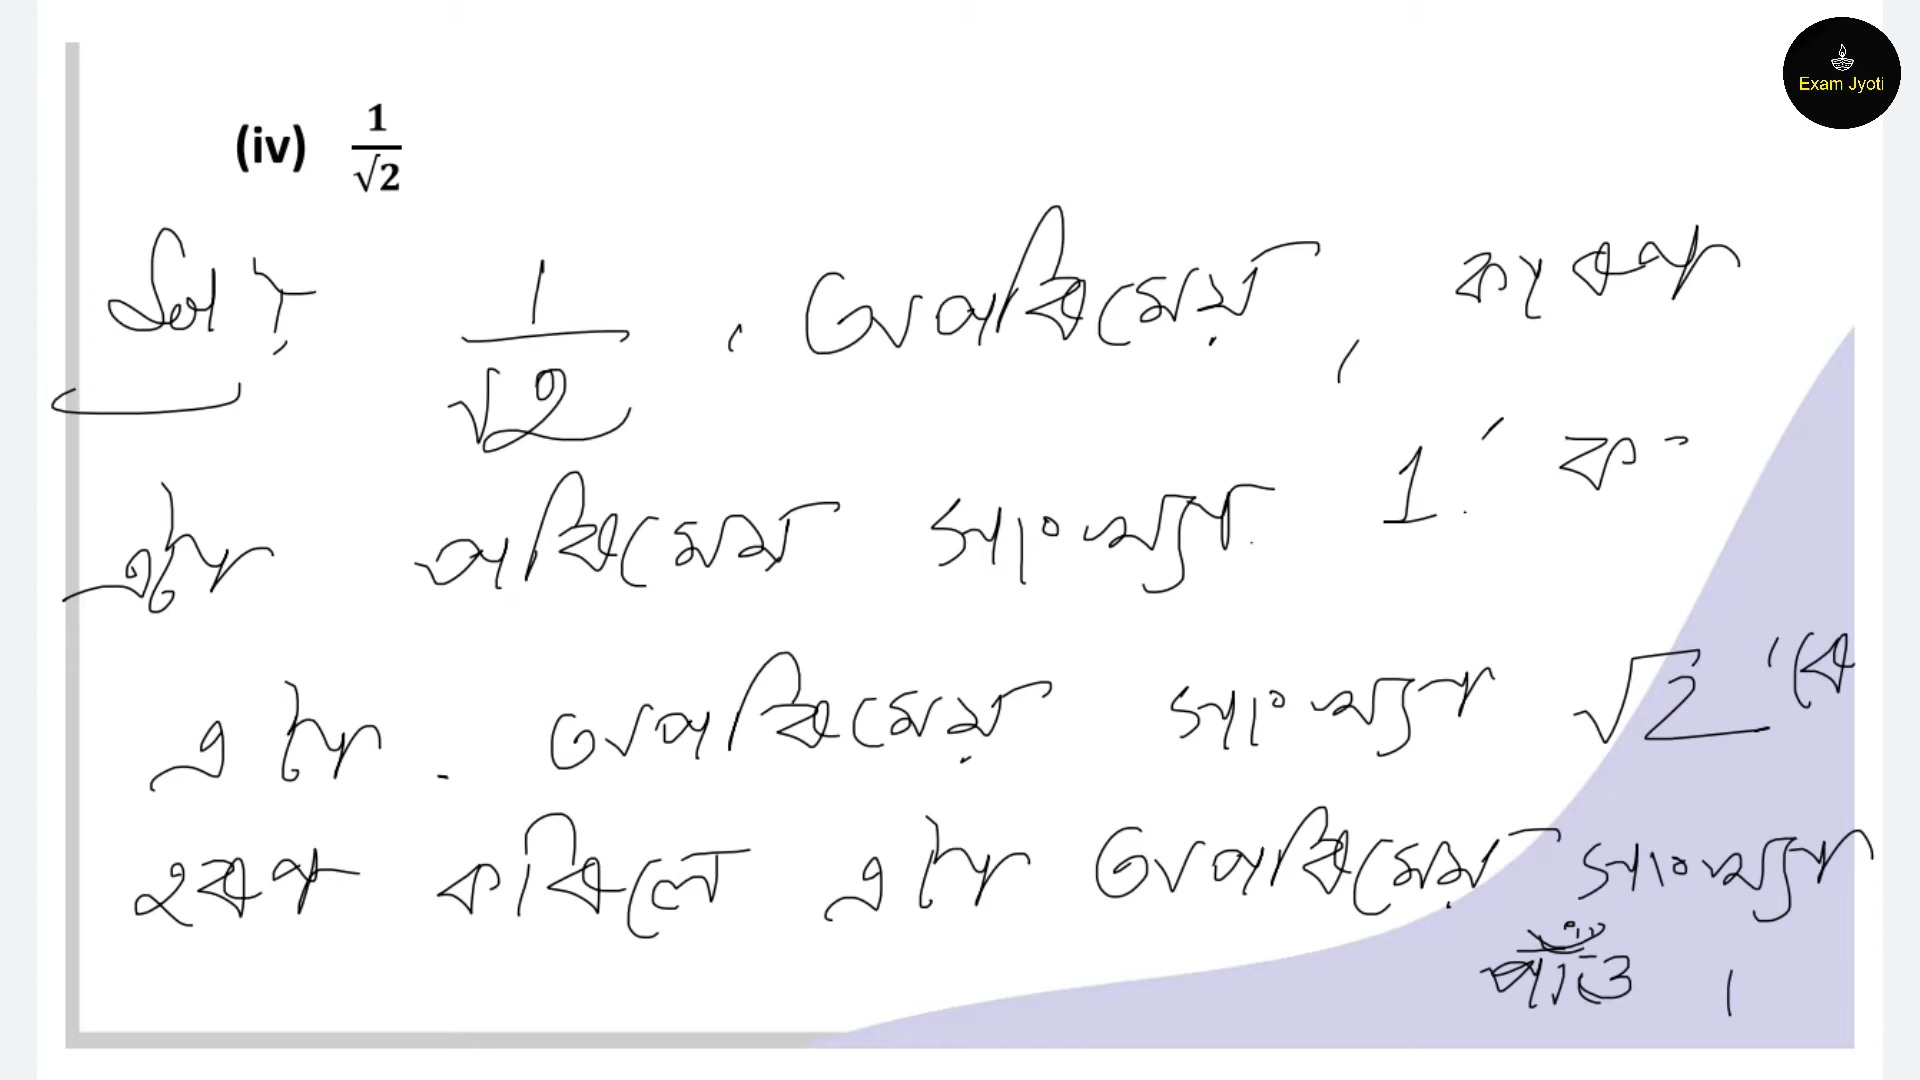 Exam Jyoti
(iv) 1/√2
Solⁿ: 1/√2, অপৰিমেয়, কাৰণ
এটা পৰিমেয় সংখ্যা 1 ক
এটা অপৰিমেয় সংখ্যা √2 ৰে
হৰণ কৰিলে এটা অপৰিমেয় সংখ্যা
পাওঁ।